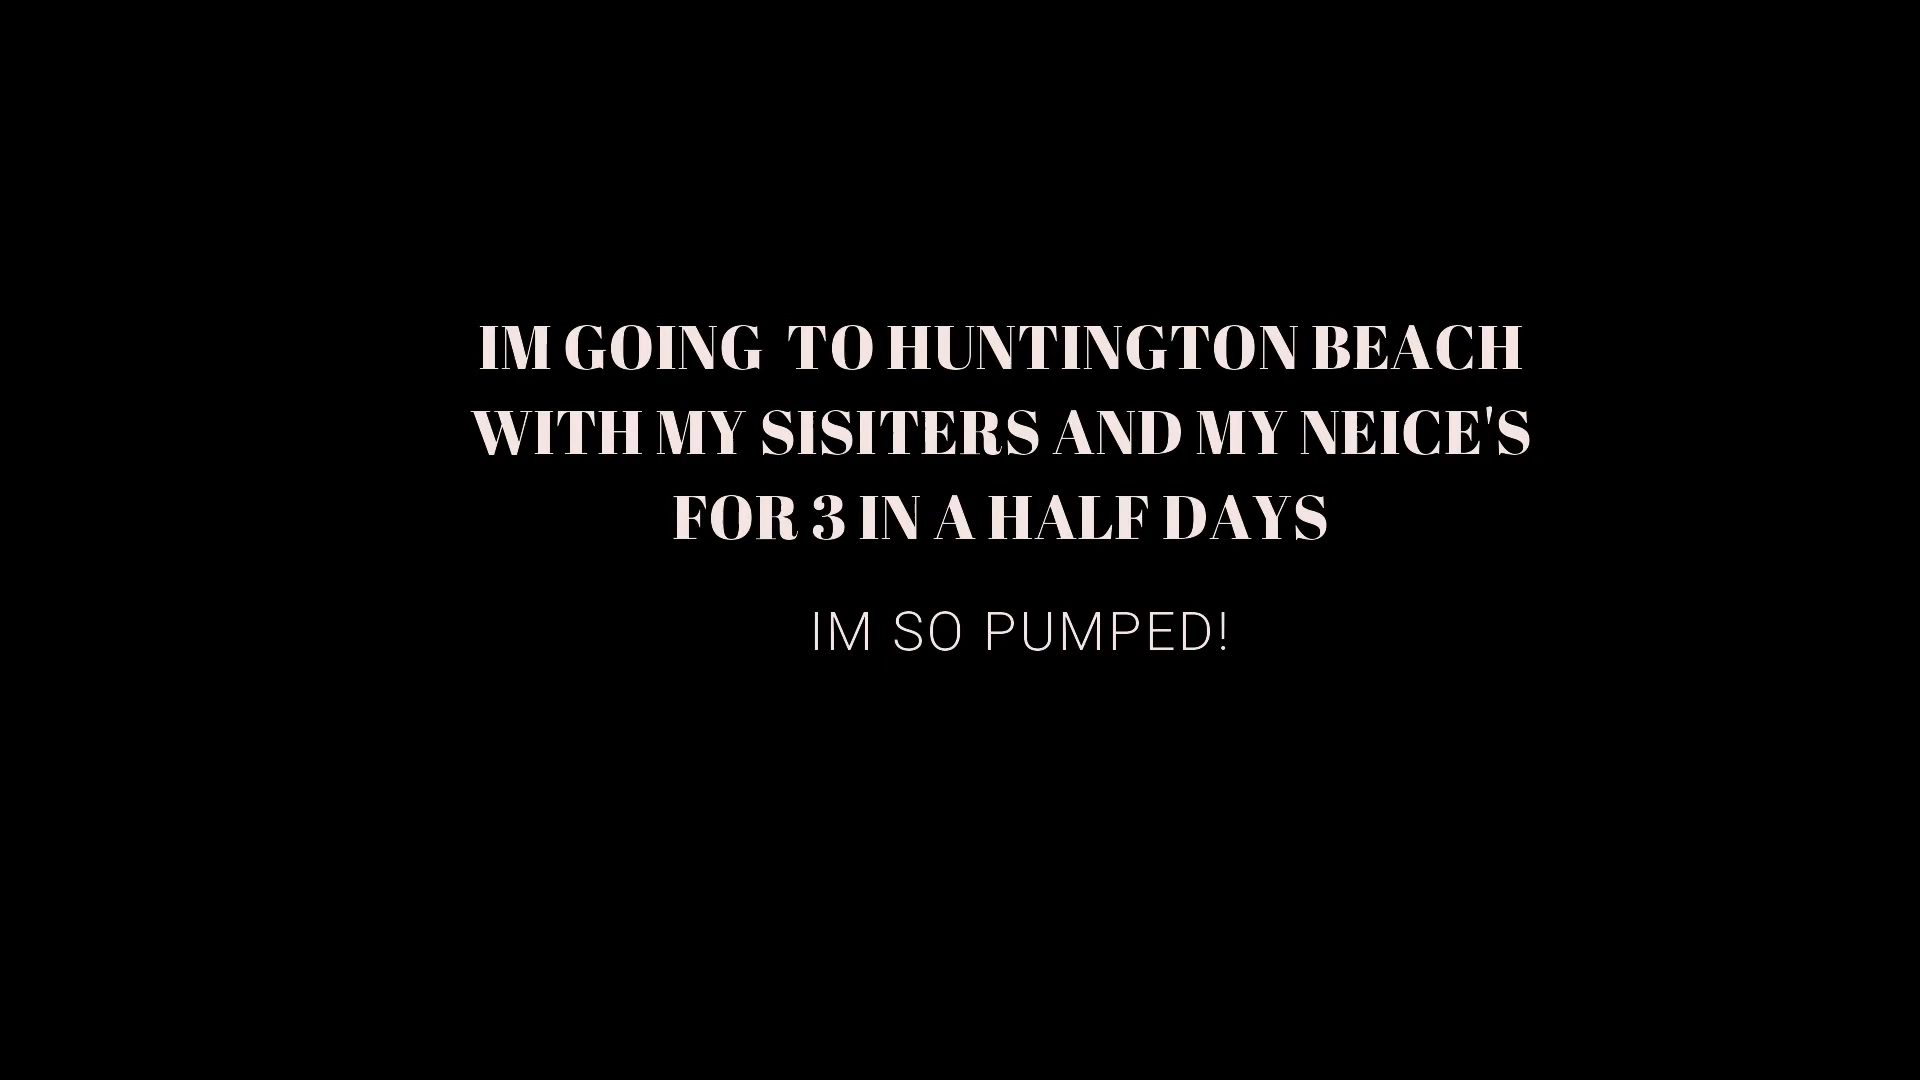 IM GOING  TO HUNTINGTON BEACH
WITH MY SISITERS AND MY NEICE'S
FOR 3 IN A HALF DAYS
IM SO PUMPED!